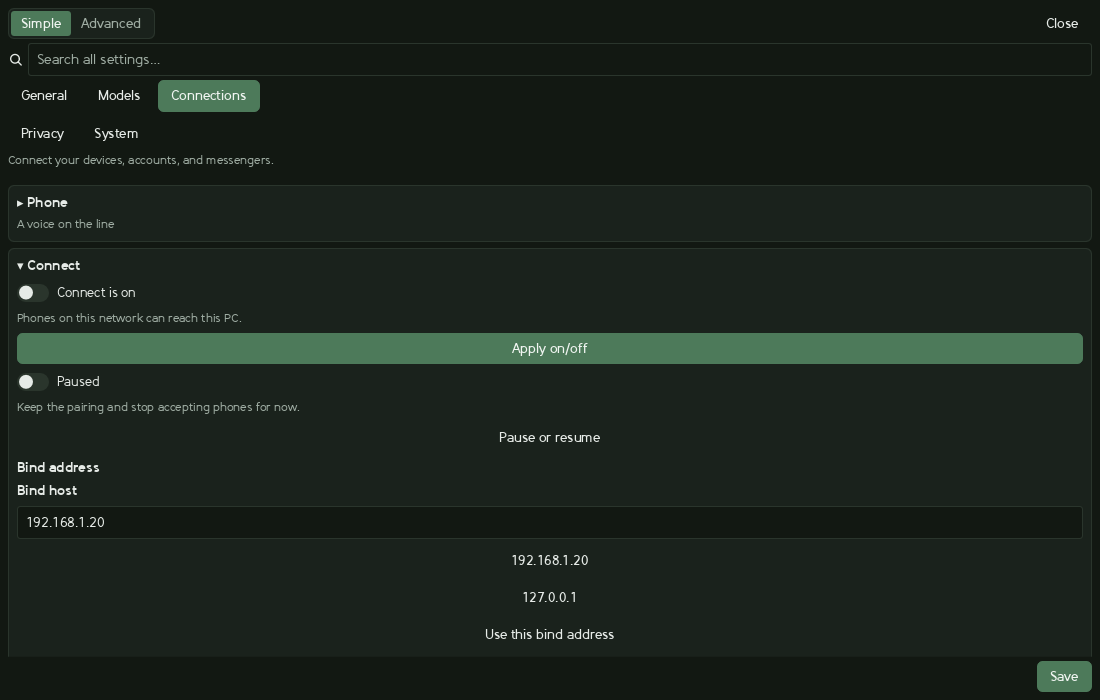 Simple Advanced Close
Search all settings...
General Models Connections
Privacy System
Connect your devices, accounts, and messengers.
▸ Phone
A voice on the line
▾ Connect
Connect is on
Phones on this network can reach this PC.
Apply on/off
Paused
Keep the pairing and stop accepting phones for now.
Pause or resume
Bind address
Bind host
192.168.1.20
192.168.1.20
127.0.0.1
Use this bind address
Save